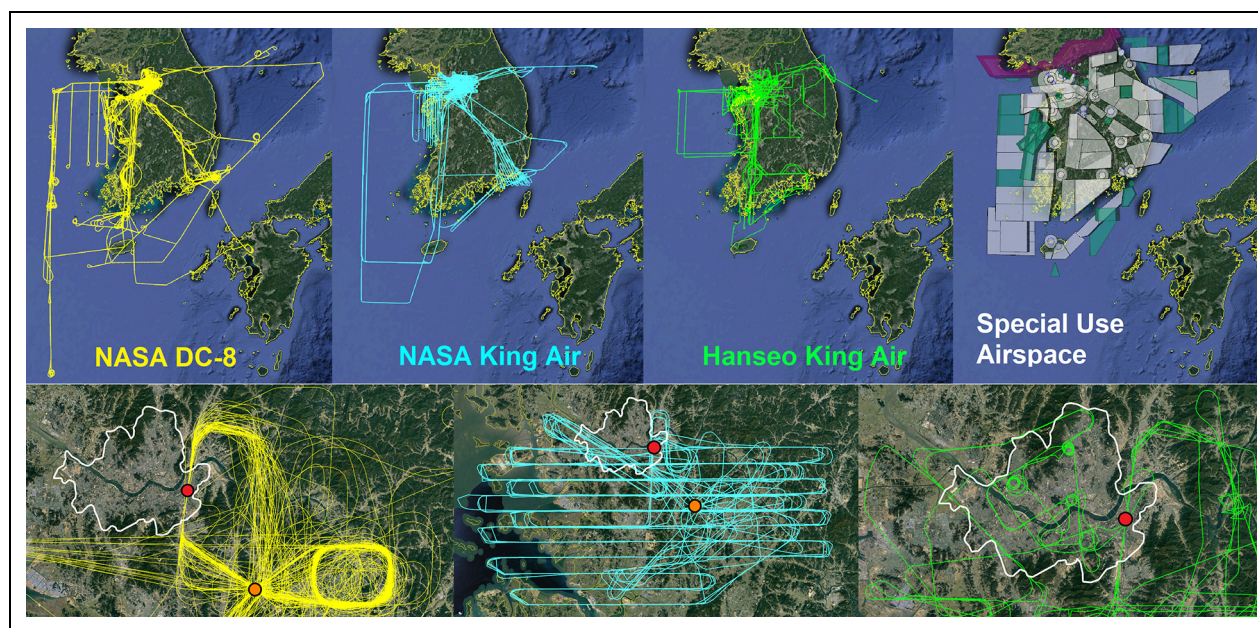 NASA DC-8
NASA King Air
Hanseo King Air
Special Use
Airspace